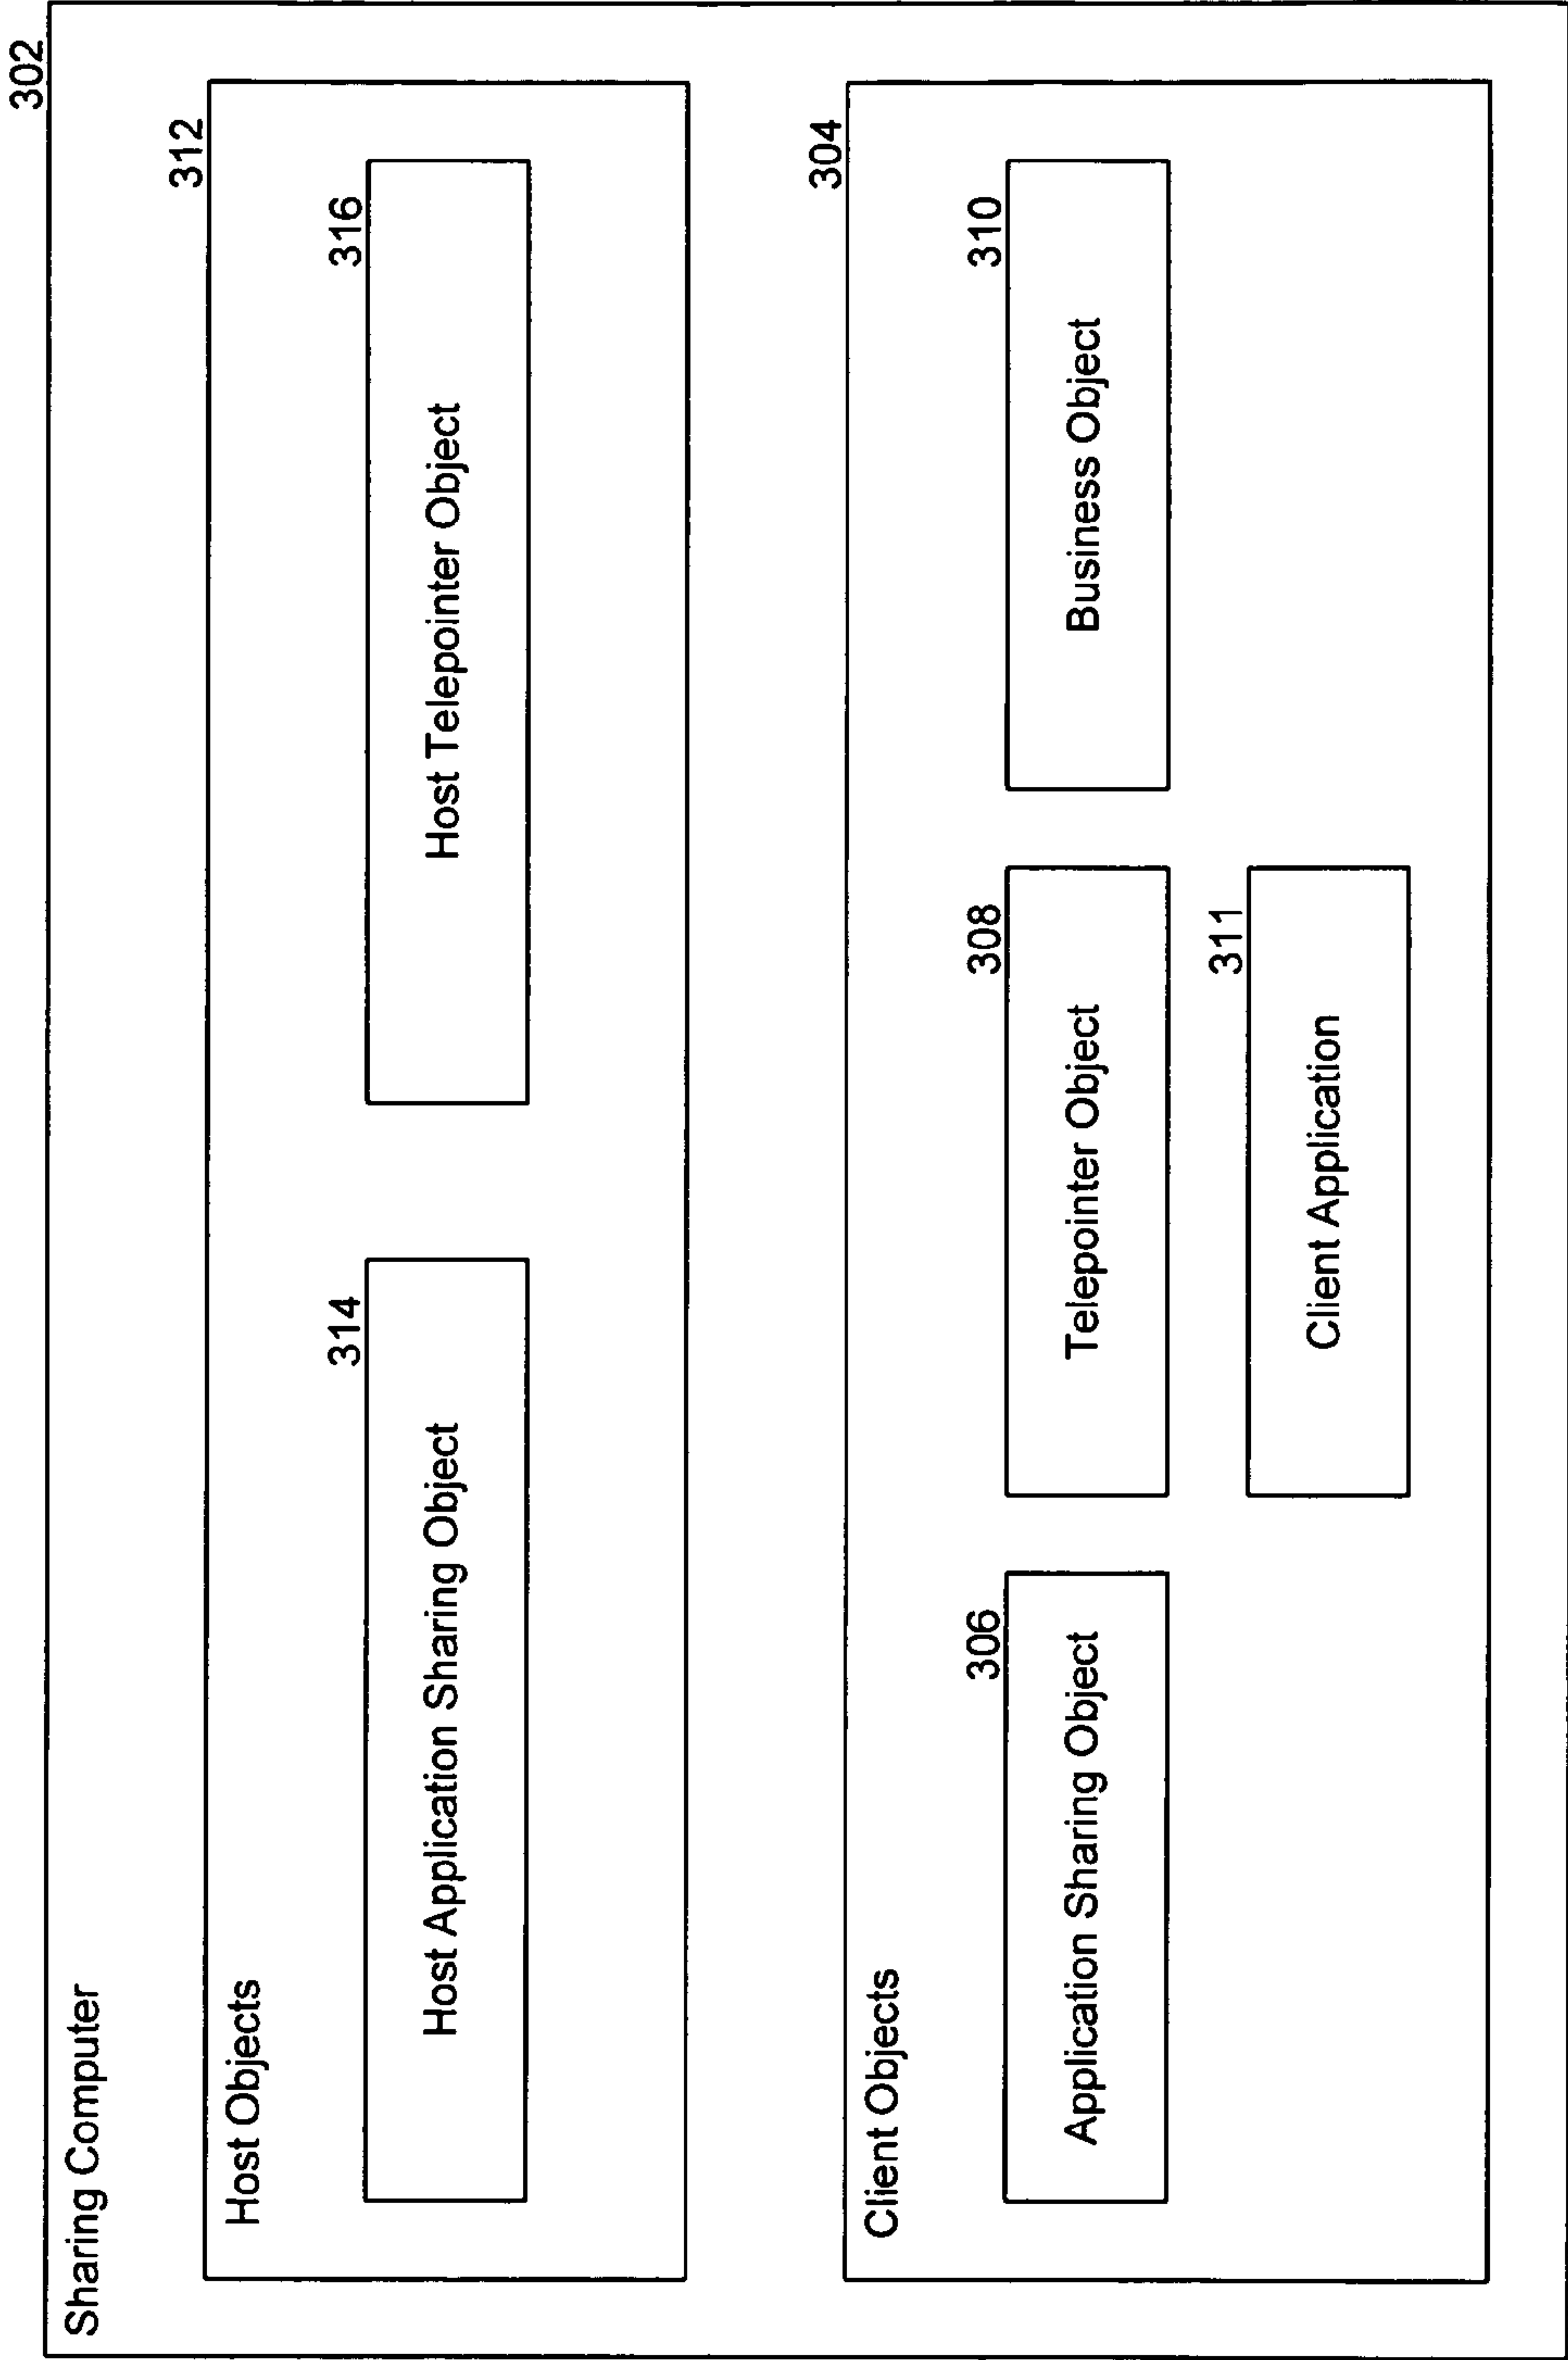 302
Sharing Computer
312
Host Objects
314
316
Host Application Sharing Object
Host Telepointer Object
304
Client Objects
306
308
310
Application Sharing Object
Telepointer Object
Business Object
311
Client Application